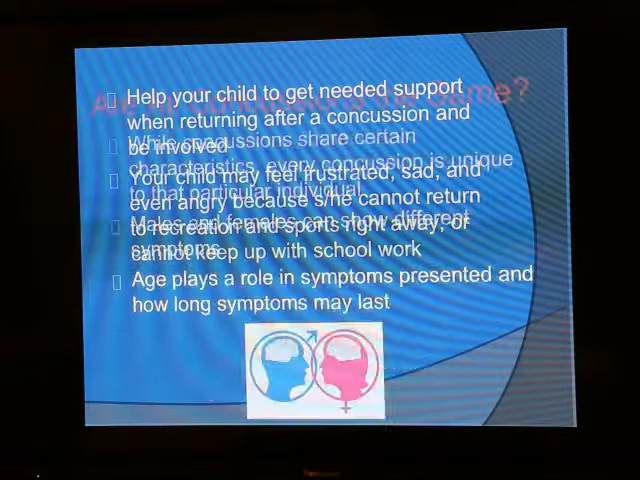 Are All Concussions the Same?
Help your child to get needed support
when returning after a concussion and
be involved
While concussions share certain
characteristics, every concussion is unique
to that particular individual
Your child may feel frustrated, sad, and
even angry because s/he cannot return
to recreation and sports right away, or
cannot keep up with school work
Males and females can show different
symptoms
Age plays a role in symptoms presented and
how long symptoms may last